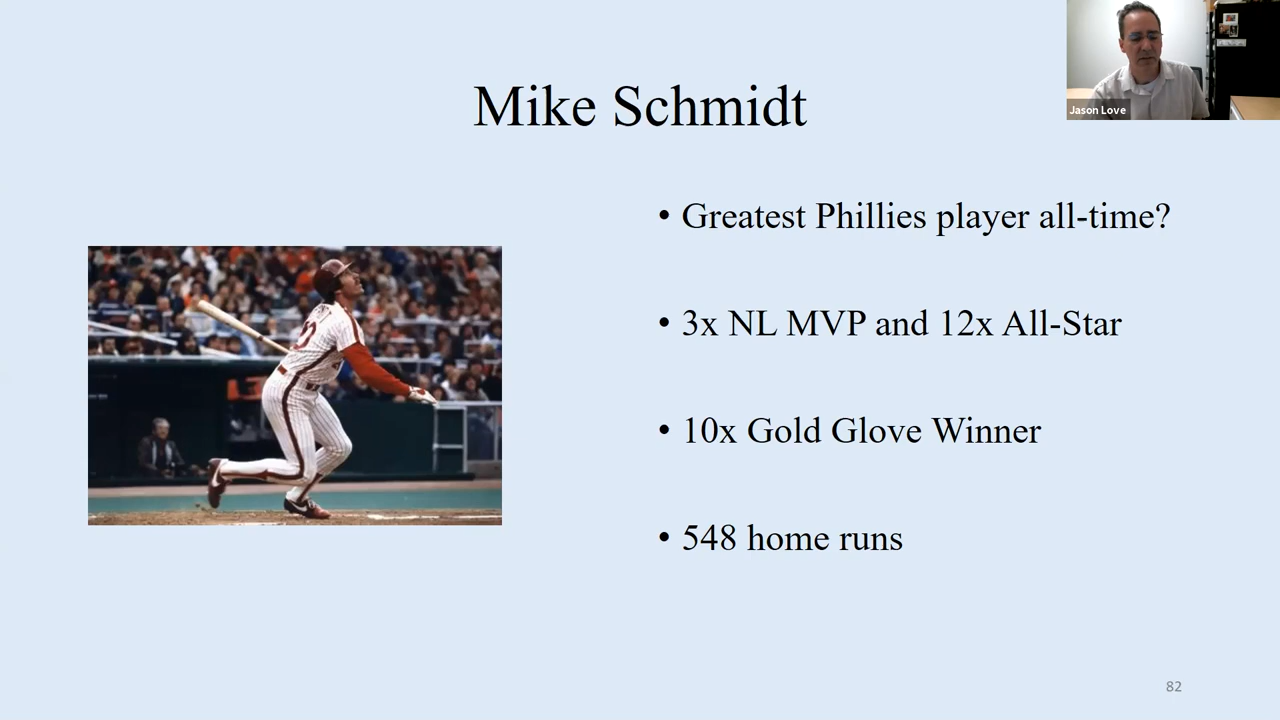 Jason Love
Mike Schmidt
• Greatest Phillies player all-time?
• 3x NL MVP and 12x All-Star
• 10x Gold Glove Winner
• 548 home runs
82